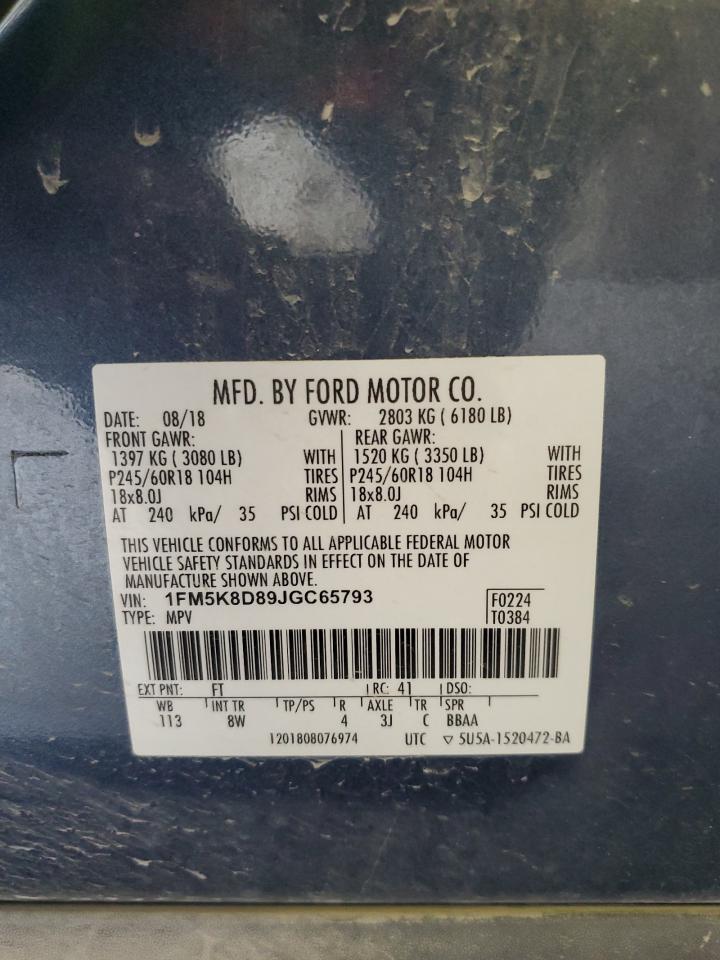 MFD. BY FORD MOTOR CO.
DATE: 08/18 GVWR: 2803 KG ( 6180 LB)
FRONT GAWR: REAR GAWR:
1397 KG ( 3080 LB) WITH 1520 KG ( 3350 LB) WITH
P245/60R18 104H TIRES P245/60R18 104H TIRES
18x8.0J RIMS 18x8.0J RIMS
AT 240 kPa/ 35 PSI COLD AT 240 kPa/ 35 PSI COLD
THIS VEHICLE CONFORMS TO ALL APPLICABLE FEDERAL MOTOR
VEHICLE SAFETY STANDARDS IN EFFECT ON THE DATE OF
MANUFACTURE SHOWN ABOVE.
VIN: 1FM5K8D89JGC65793 F0224
TYPE: MPV T0384
EXT PNT: FT RC: 41 DSO:
WB INT TR TP/PS R AXLE TR SPR
113 8W 4 3J C BBAA
1201808076974 UTC ▽ 5U5A-1520472-BA